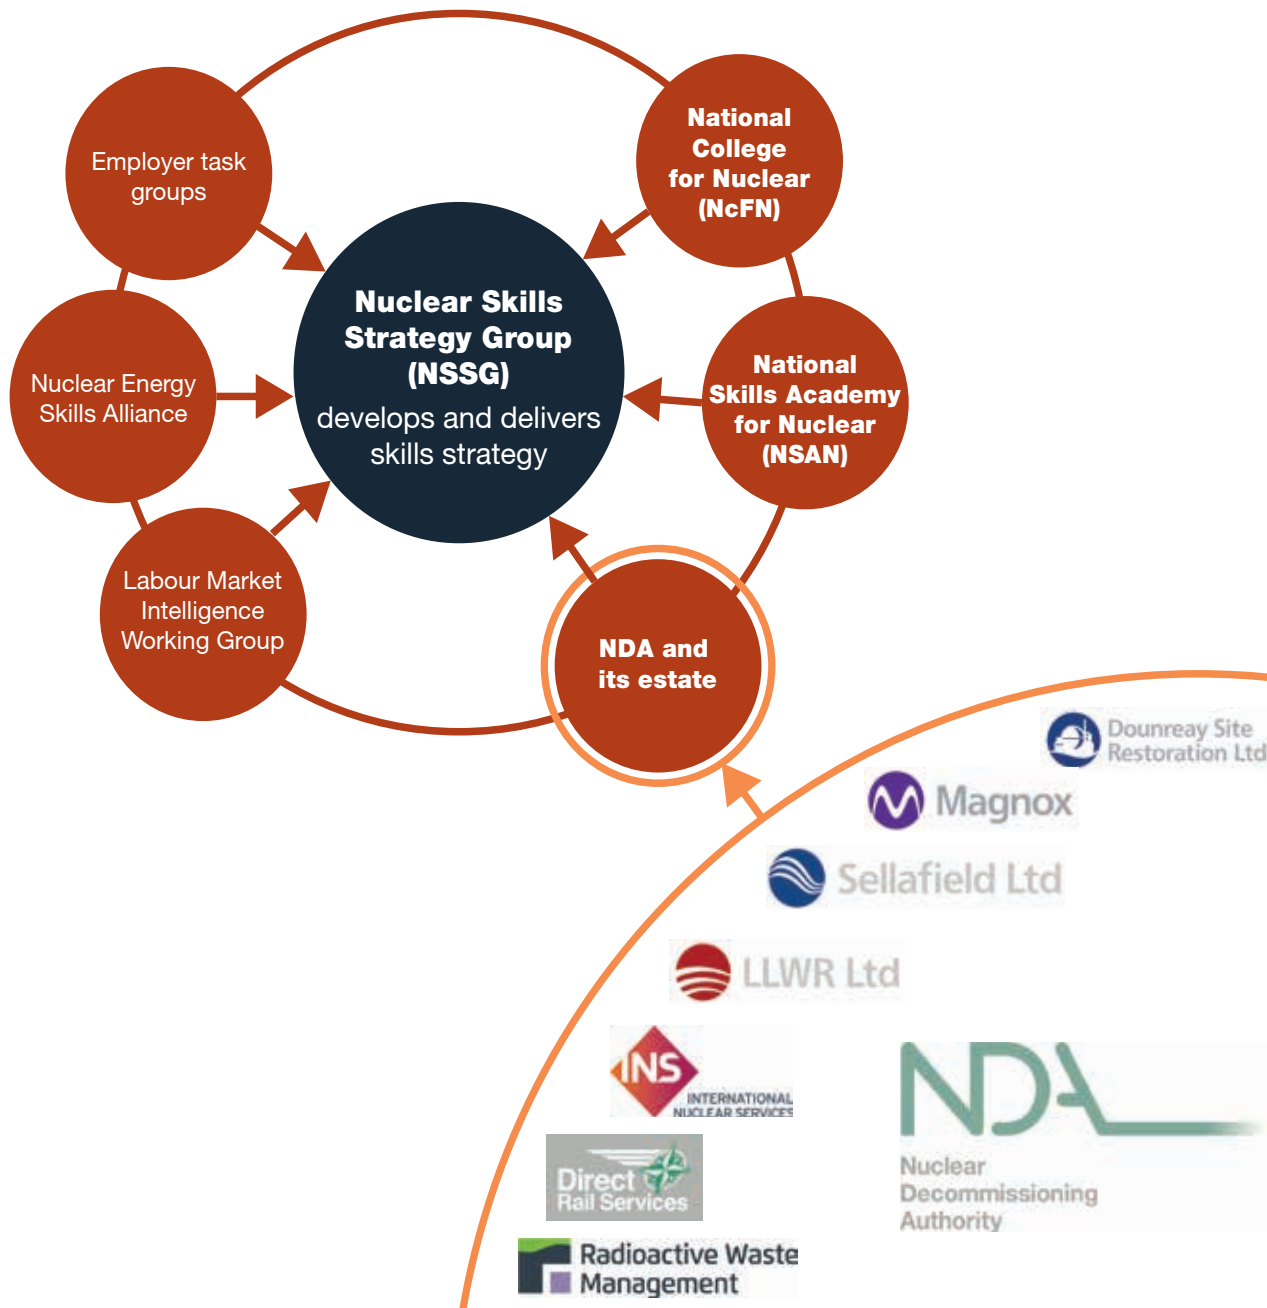 Employer task
groups
National
College
for Nuclear
(NcFN)
Nuclear Skills
Strategy Group
(NSSG)
develops and delivers
skills strategy
Nuclear Energy
Skills Alliance
National
Skills Academy
for Nuclear
(NSAN)
Labour Market
Intelligence
Working Group
NDA and
its estate
Dounreay Site
Restoration Ltd
Magnox
Sellafield Ltd
LLWR Ltd
INS
INTERNATIONAL
NUCLEAR SERVICES
Direct
Rail Services
Radioactive Waste
Management
NDA
Nuclear
Decommissioning
Authority